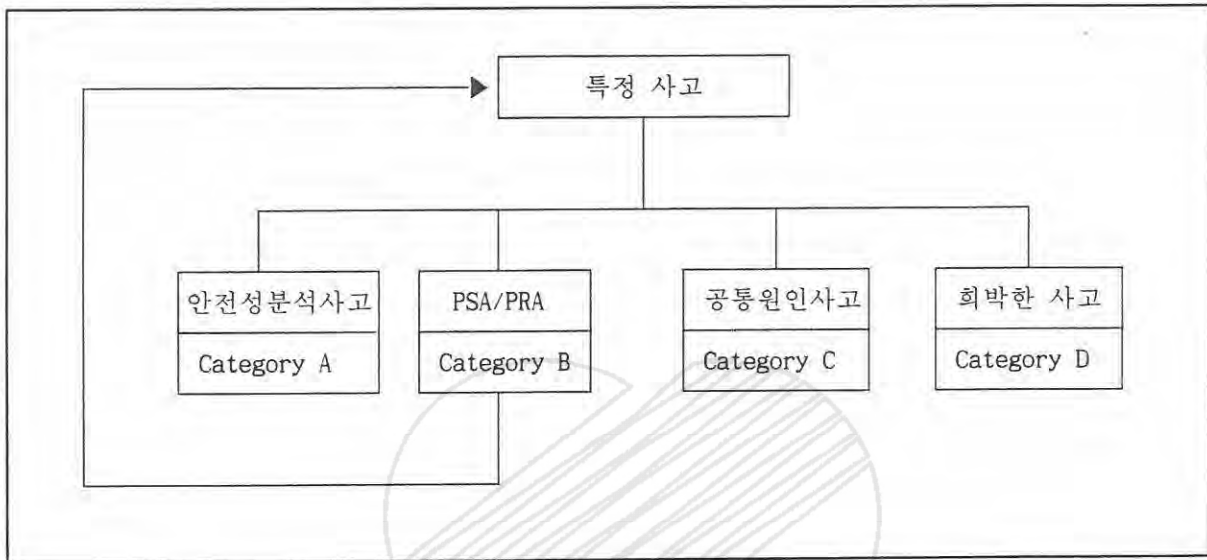 특정 사고
안전성분석사고
PSA/PRA
공통원인사고
희박한 사고
Category A
Category B
Category C
Category D